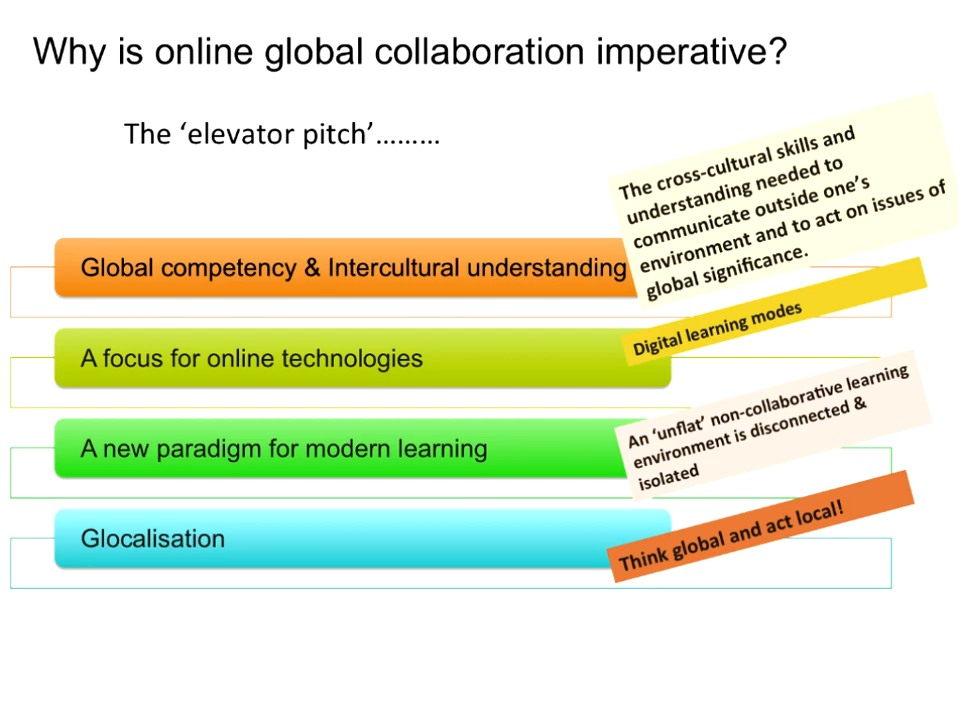 Why is online global collaboration imperative?
The ‘elevator pitch’………
The cross-cultural skills and
understanding needed to
communicate outside one’s
environment and to act on issues of
global significance.
Global competency & Intercultural understanding
Digital learning modes
A focus for online technologies
An ‘unflat’ non-collaborative learning
environment is disconnected &
isolated
A new paradigm for modern learning
Think global and act local!
Glocalisation